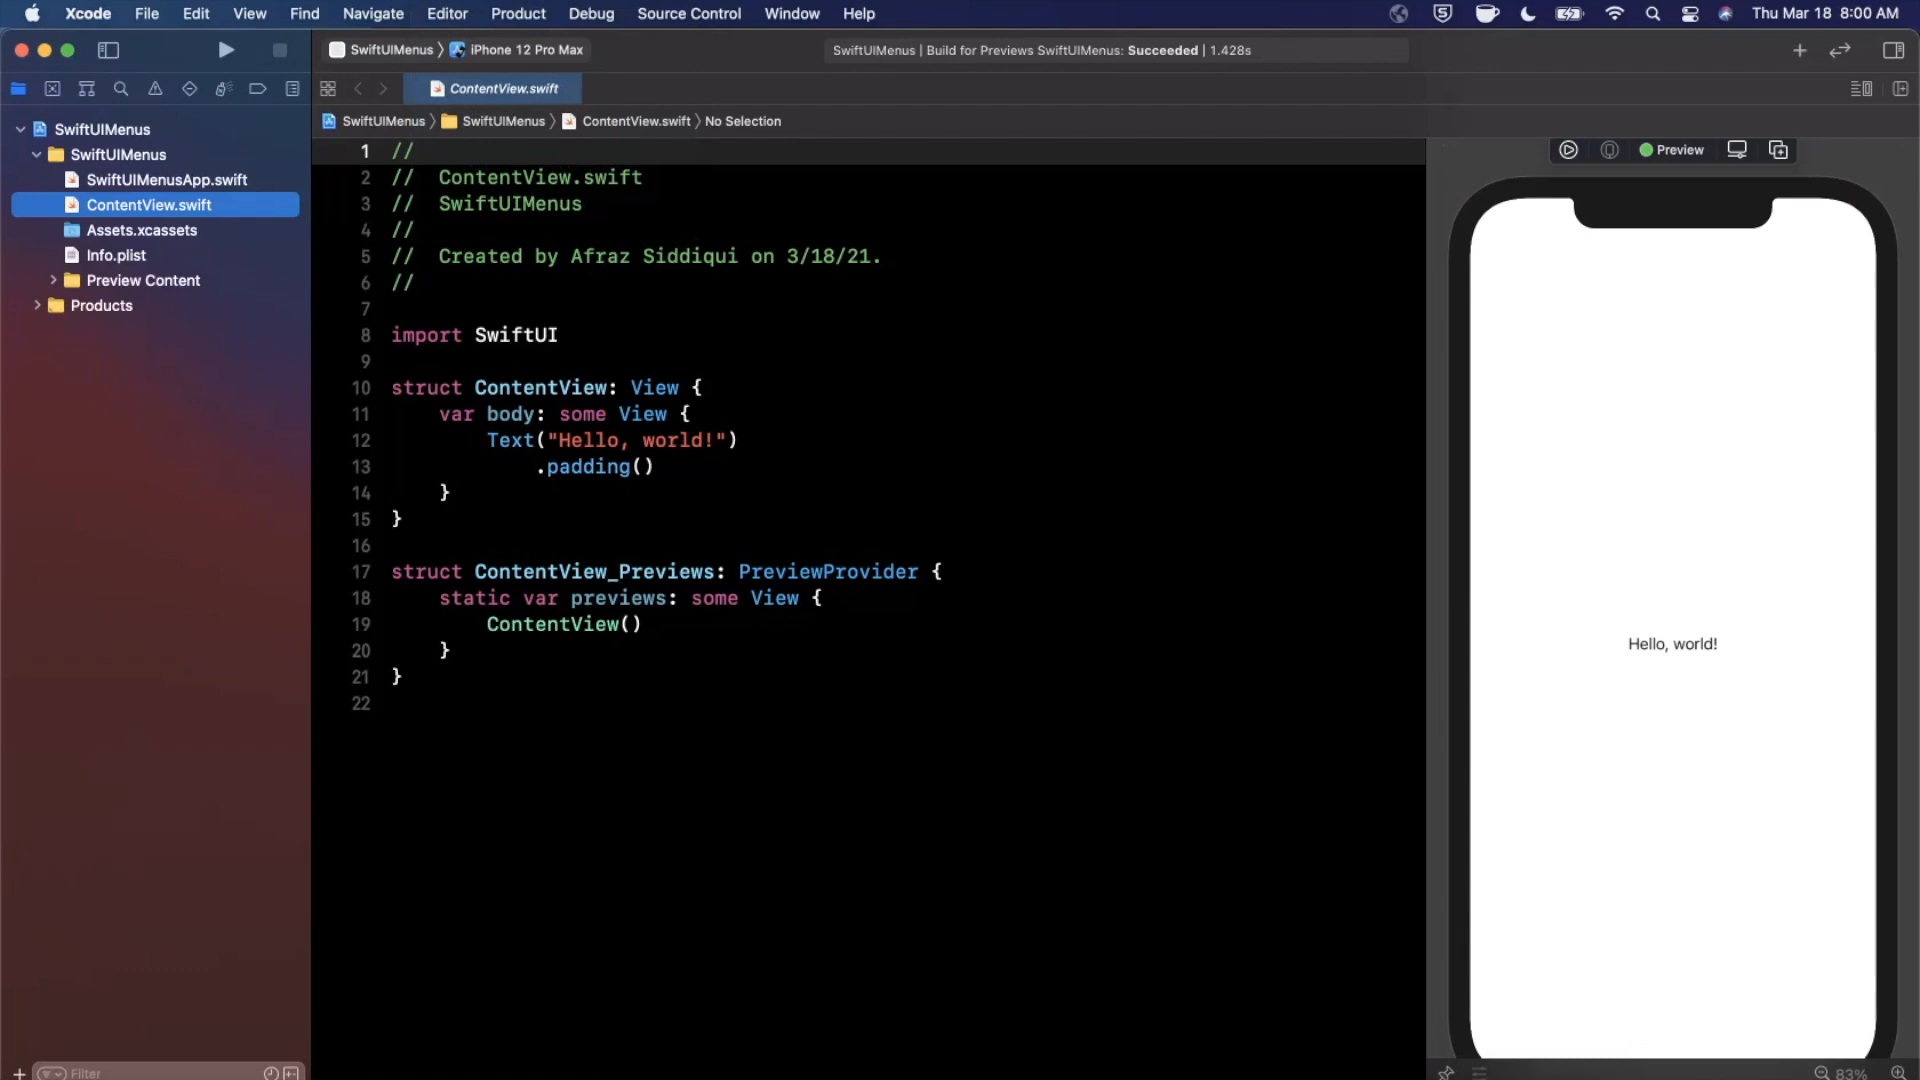 Xcode File Edit View Find Navigate Editor Product Debug Source Control Window Help Thu Mar 18 8:00 AM
SwiftUIMenus iPhone 12 Pro Max SwiftUIMenus | Build for Previews SwiftUIMenus: Succeeded | 1.428s
ContentView.swift
SwiftUIMenus SwiftUIMenus ContentView.swift No Selection
SwiftUIMenus
SwiftUIMenus
SwiftUIMenusApp.swift
ContentView.swift
Assets.xcassets
Info.plist
Preview Content
Products
Filter
1 //
2 // ContentView.swift
3 // SwiftUIMenus
4 //
5 // Created by Afraz Siddiqui on 3/18/21.
6 //
7
8 import SwiftUI
9
10 struct ContentView: View {
11 var body: some View {
12 Text("Hello, world!")
13 .padding()
14 }
15 }
16
17 struct ContentView_Previews: PreviewProvider {
18 static var previews: some View {
19 ContentView()
20 }
21 }
22
Preview
Hello, world!
83%